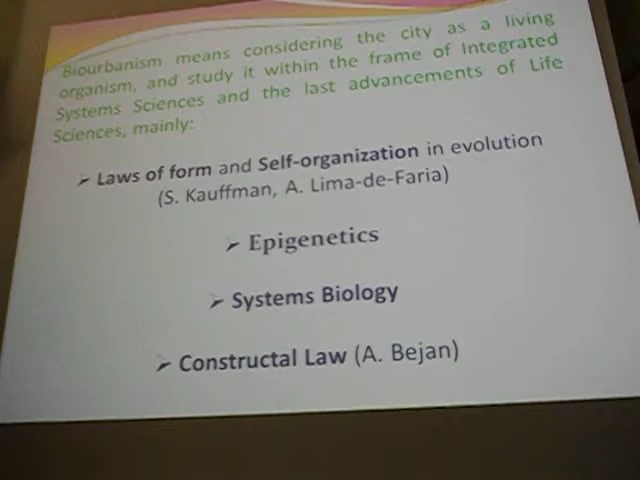 Biourbanism means considering the city as a living
organism, and study it within the frame of Integrated
Systems Sciences and the last advancements of Life
Sciences, mainly:
➢ Laws of form and Self-organization in evolution
(S. Kauffman, A. Lima-de-Faria)
➢ Epigenetics
➢ Systems Biology
➢ Constructal Law (A. Bejan)